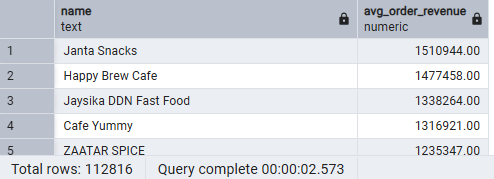 name avg_order_revenue
text numeric
1 Janta Snacks 1510944.00
2 Happy Brew Cafe 1477458.00
3 Jaysika DDN Fast Food 1338264.00
4 Cafe Yummy 1316921.00
5 ZAATAR SPICE 1235347.00
Total rows: 112816 Query complete 00:00:02.573